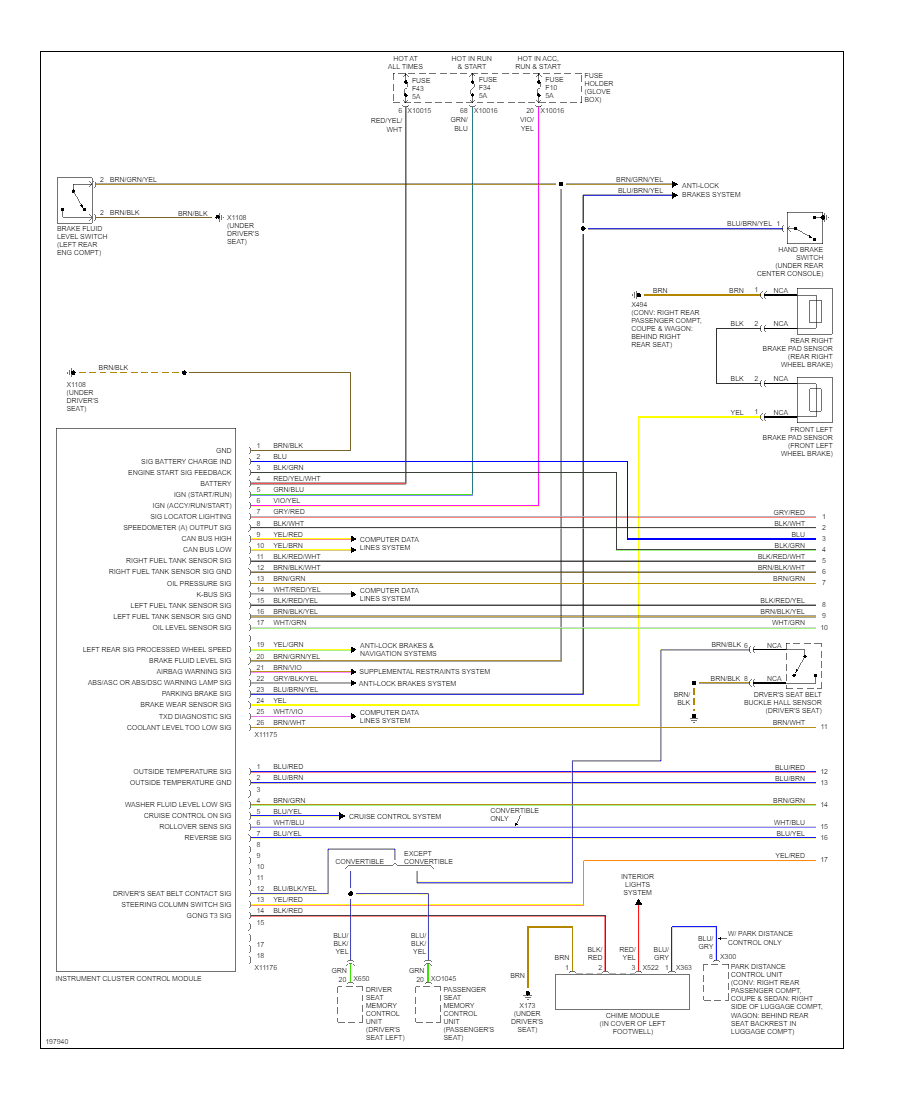 HOT AT
ALL TIMES
HOT IN RUN
& START
HOT IN ACC,
RUN & START
FUSE
F43
5A
FUSE
F34
5A
FUSE
F10
5A
FUSE
HOLDER
(GLOVE
BOX)
6 X10015
68 X10016
20 X10016
RED/YEL/
WHT
GRN/
BLU
VIO/
YEL
2 BRN/GRN/YEL
BRN/GRN/YEL
BLU/BRN/YEL
ANTI-LOCK
BRAKES SYSTEM
2 BRN/BLK
BRN/BLK
X1108
(UNDER
DRIVER'S
SEAT)
BRAKE FLUID
LEVEL SWITCH
(LEFT REAR
ENG COMPT)
BLU/BRN/YEL 1
HAND BRAKE
SWITCH
(UNDER REAR
CENTER CONSOLE)
BRN
BRN 1 NCA
X494
(CONV: RIGHT REAR
PASSENGER COMPT,
COUPE & WAGON:
BEHIND RIGHT
REAR SEAT)
BLK 2 NCA
REAR RIGHT
BRAKE PAD SENSOR
(REAR RIGHT
WHEEL BRAKE)
BLK 2 NCA
YEL 1 NCA
FRONT LEFT
BRAKE PAD SENSOR
(FRONT LEFT
WHEEL BRAKE)
BRN/BLK
X1108
(UNDER
DRIVER'S
SEAT)
GND 1 BRN/BLK
SIG BATTERY CHARGE IND 2 BLU
ENGINE START SIG FEEDBACK 3 BLK/GRN
BATTERY 4 RED/YEL/WHT
IGN (START/RUN) 5 GRN/BLU
IGN (ACCY/RUN/START) 6 VIO/YEL
SIG LOCATOR LIGHTING 7 GRY/RED GRY/RED 1
SPEEDOMETER (A) OUTPUT SIG 8 BLK/WHT BLK/WHT 2
CAN BUS HIGH 9 YEL/RED BLU 3
CAN BUS LOW 10 YEL/BRN BLK/GRN 4
COMPUTER DATA
LINES SYSTEM
RIGHT FUEL TANK SENSOR SIG 11 BLK/RED/WHT BLK/RED/WHT 5
RIGHT FUEL TANK SENSOR SIG GND 12 BRN/BLK/WHT BRN/BLK/WHT 6
OIL PRESSURE SIG 13 BRN/GRN BRN/GRN 7
K-BUS SIG 14 WHT/RED/YEL
COMPUTER DATA
LINES SYSTEM
LEFT FUEL TANK SENSOR SIG 15 BLK/RED/YEL BLK/RED/YEL 8
LEFT FUEL TANK SENSOR SIG GND 16 BRN/BLK/YEL BRN/BLK/YEL 9
OIL LEVEL SENSOR SIG 17 WHT/GRN WHT/GRN 10
LEFT REAR SIG PROCESSED WHEEL SPEED 19 YEL/GRN
ANTI-LOCK BRAKES &
NAVIGATION SYSTEMS
BRAKE FLUID LEVEL SIG 20 BRN/GRN/YEL
AIRBAG WARNING SIG 21 BRN/VIO SUPPLEMENTAL RESTRAINTS SYSTEM
ABS/ASC OR ABS/DSC WARNING LAMP SIG 22 GRY/BLK/YEL ANTI-LOCK BRAKES SYSTEM
PARKING BRAKE SIG 23 BLU/BRN/YEL
BRAKE WEAR SENSOR SIG 24 YEL
TXD DIAGNOSTIC SIG 25 WHT/VIO
COMPUTER DATA
LINES SYSTEM
COOLANT LEVEL TOO LOW SIG 26 BRN/WHT BRN/WHT 11
X11175
BRN/BLK 6 NCA
BRN/BLK 8 NCA
BRN/
BLK
DRIVER'S SEAT BELT
BUCKLE HALL SENSOR
(DRIVER'S SEAT)
OUTSIDE TEMPERATURE SIG 1 BLU/RED BLU/RED 12
OUTSIDE TEMPERATURE GND 2 BLU/BRN BLU/BRN 13
3
WASHER FLUID LEVEL LOW SIG 4 BRN/GRN BRN/GRN 14
CRUISE CONTROL ON SIG 5 BLU/YEL CRUISE CONTROL SYSTEM
CONVERTIBLE
ONLY
ROLLOVER SENS SIG 6 WHT/BLU WHT/BLU 15
REVERSE SIG 7 BLU/YEL BLU/YEL 16
8
9
10
11
CONVERTIBLE
EXCEPT
CONVERTIBLE
YEL/RED 17
DRIVER'S SEAT BELT CONTACT SIG 12 BLU/BLK/YEL
STEERING COLUMN SWITCH SIG 13 YEL/RED
GONG T3 SIG 14 BLK/RED
15
17
18
X11176
INSTRUMENT CLUSTER CONTROL MODULE
INTERIOR
LIGHTS
SYSTEM
BLU/
BLK/
YEL
BLU/
BLK/
YEL
GRN
20 X650
GRN
20 XO1045
DRIVER
SEAT
MEMORY
CONTROL
UNIT
(DRIVER'S
SEAT LEFT)
PASSENGER
SEAT
MEMORY
CONTROL
UNIT
(PASSENGER'S
SEAT)
BRN
X173
(UNDER
DRIVER'S
SEAT)
BRN
1
BLK/
RED
2
RED/
YEL
3 X522
BLU/
GRY
1 X363
CHIME MODULE
(IN COVER OF LEFT
FOOTWELL)
BLU/
GRY
8 X300
W/ PARK DISTANCE
CONTROL ONLY
PARK DISTANCE
CONTROL UNIT
(CONV: RIGHT REAR
PASSENGER COMPT,
COUPE & SEDAN: RIGHT
SIDE OF LUGGAGE COMPT,
WAGON: BEHIND REAR
SEAT BACKREST IN
LUGGAGE COMPT)
197940